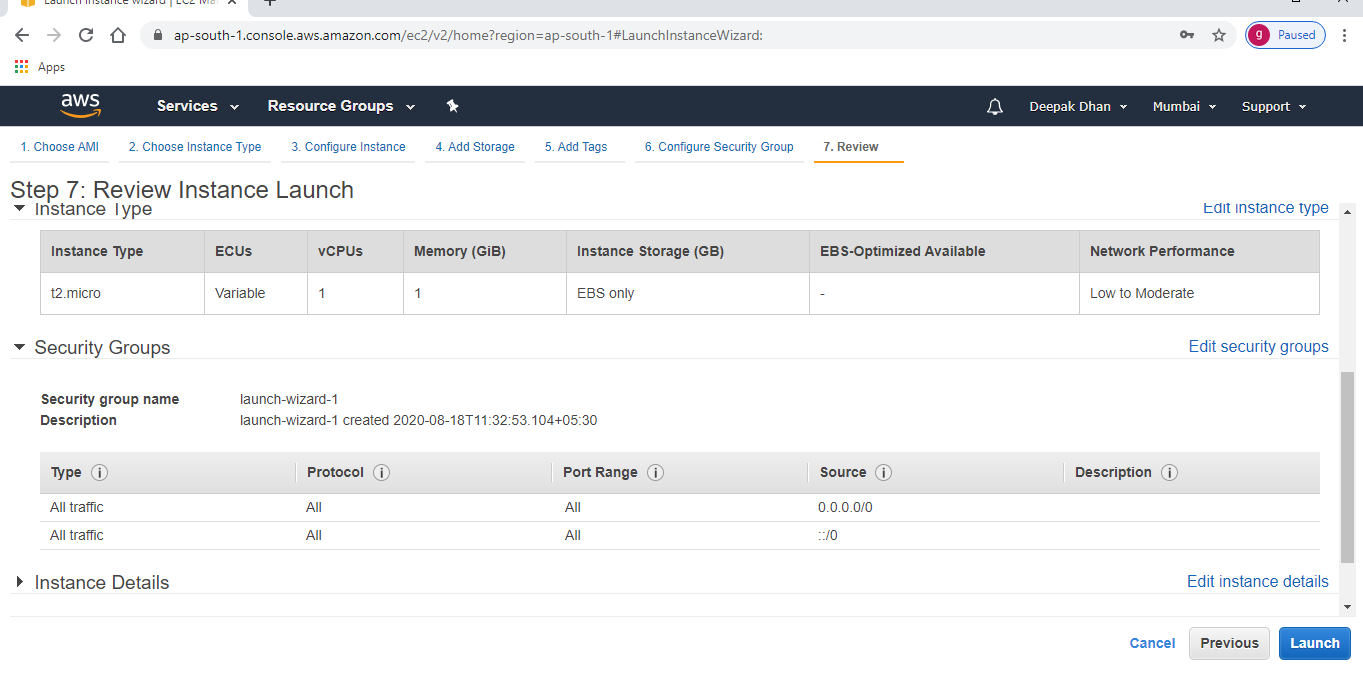 Launch instance wizard | EC2 Ma
ap-south-1.console.aws.amazon.com/ec2/v2/home?region=ap-south-1#LaunchInstanceWizard:
g Paused
Apps
aws Services Resource Groups Deepak Dhan Mumbai Support
1. Choose AMI 2. Choose Instance Type 3. Configure Instance 4. Add Storage 5. Add Tags 6. Configure Security Group 7. Review
Step 7: Review Instance Launch
Instance Type Edit instance type
Instance Type ECUs vCPUs Memory (GiB) Instance Storage (GB) EBS-Optimized Available Network Performance
t2.micro Variable 1 1 EBS only - Low to Moderate
Security Groups Edit security groups
Security group name launch-wizard-1
Description launch-wizard-1 created 2020-08-18T11:32:53.104+05:30
Type i Protocol i Port Range i Source i Description i
All traffic All All 0.0.0.0/0
All traffic All All ::/0
Instance Details Edit instance details
Cancel Previous Launch